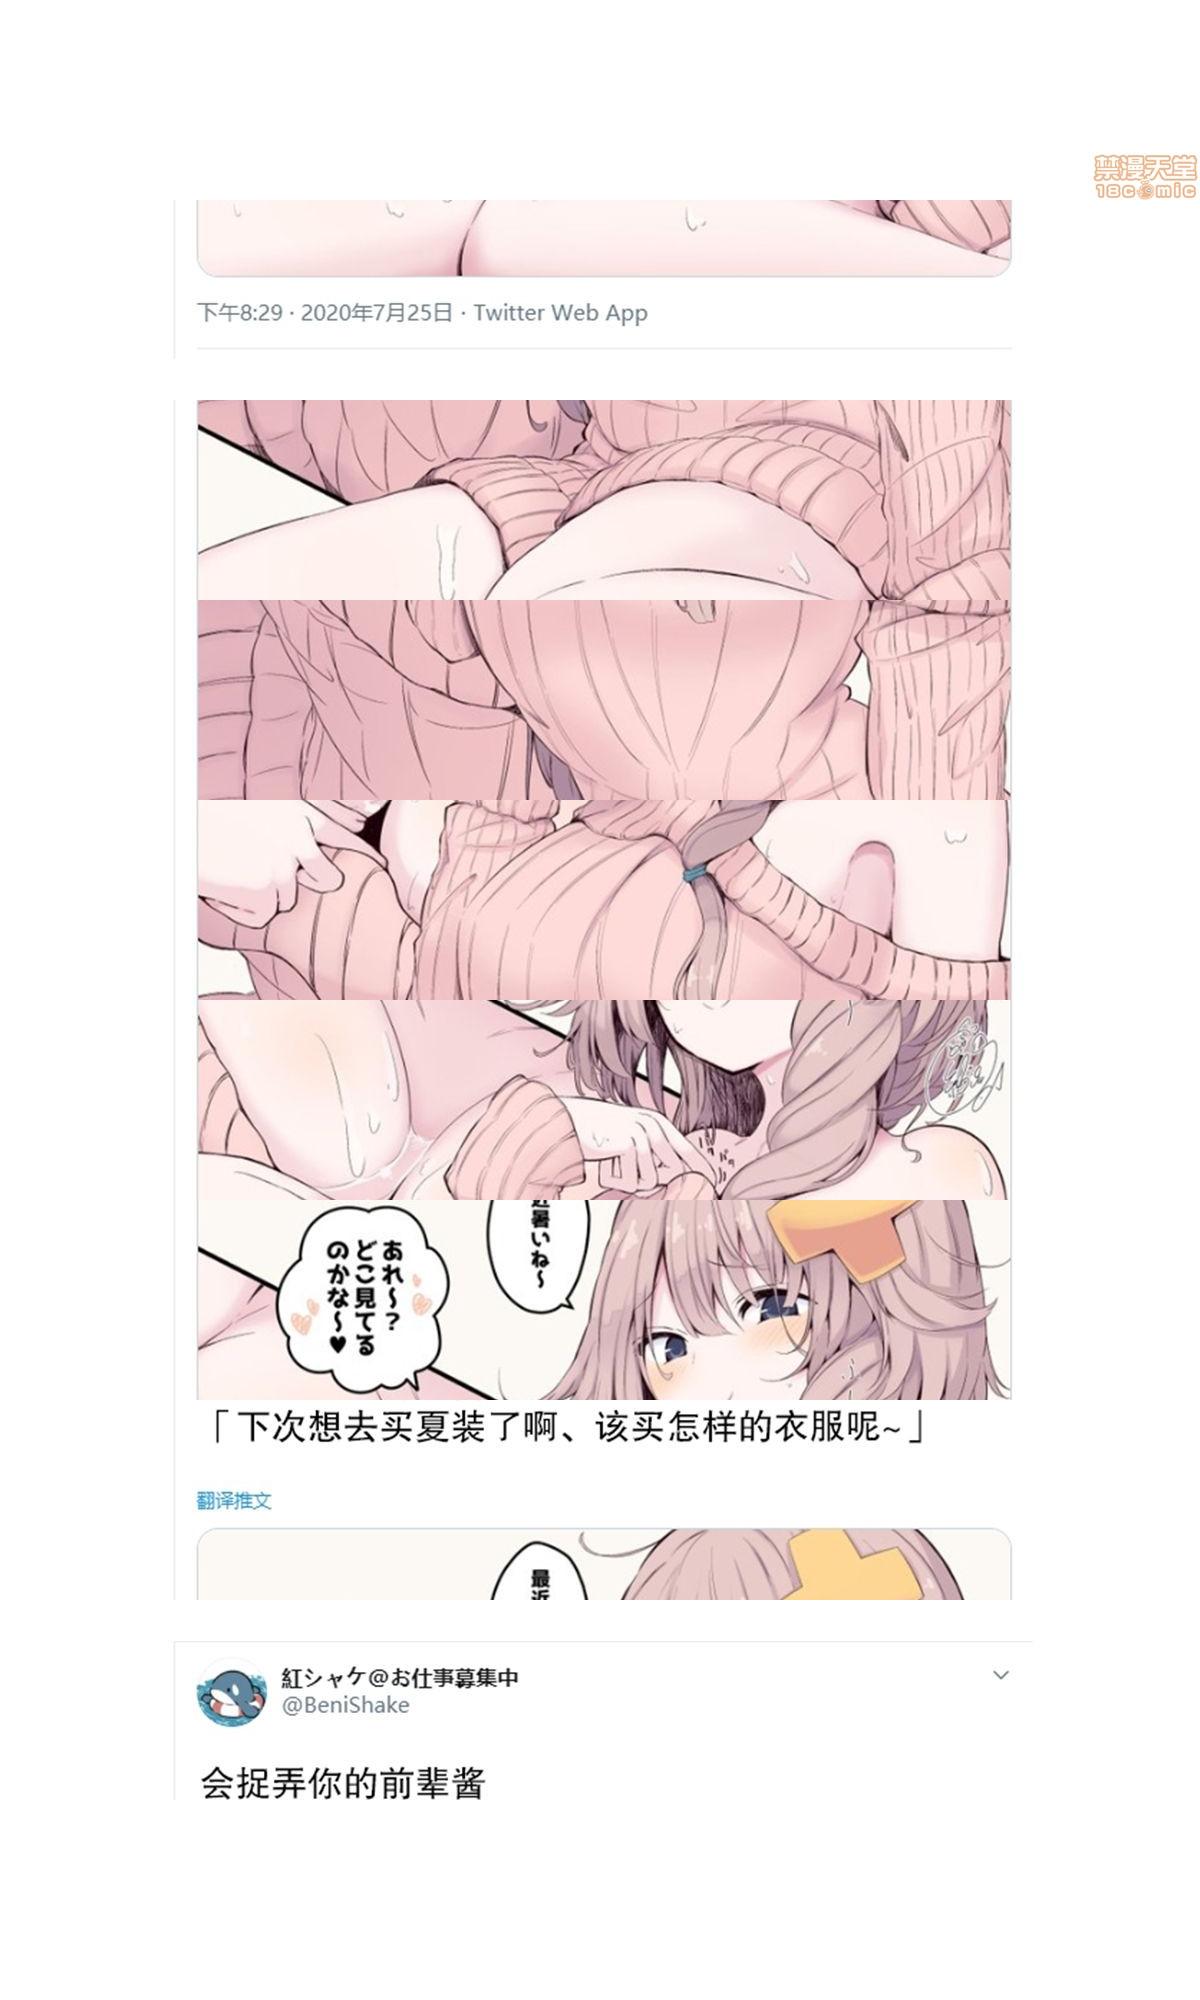 禁漫天堂
18comic
下午8:29 · 2020年7月25日 · Twitter Web App
近暑いね～
あれ～？
どこ見てる
のかな～♥
「下次想去买夏装了啊、该买怎样的衣服呢~」
翻译推文
最近
紅シャケ@お仕事募集中
@BeniShake
会捉弄你的前辈酱